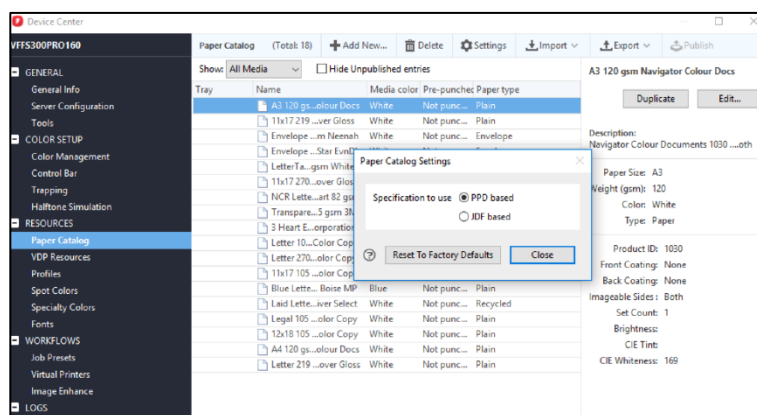 Device Center
VFFS300PRO160
GENERAL
General Info
Server Configuration
Tools
COLOR SETUP
Color Management
Control Bar
Trapping
Halftone Simulation
RESOURCES
Paper Catalog
VDP Resources
Profiles
Spot Colors
Specialty Colors
Fonts
WORKFLOWS
Job Presets
Virtual Printers
Image Enhance
LOGS
Paper Catalog (Total: 18) Add New... Delete Settings Import Export Publish
Show: All Media Hide Unpublished entries
Tray Name Media color Pre-punched Paper type
A3 120 gs...olour Docs White Not punc... Plain
11x17 219 ...ver Gloss White Not punc... Plain
Envelope ...m Neenah White Not punc... Envelope
Envelope ...Star EvnD
LetterTa...gsm White
11x17 270...over Glos
NCR Lette...art 82 gs
Transpare...5 gsm 3M
3 Heart E...orporation
Letter 10...Color Cop
Letter 270...olor Copy
11x17 105 ...olor Cop
Blue Lette... Boise MP Blue Not punc... Plain
Laid Lette...iver Select White Not punc... Recycled
Legal 105 ...olor Copy White Not punc... Plain
12x18 105 ...olor Copy White Not punc... Plain
A4 120 gs...olour Docs White Not punc... Plain
Letter 219 ...over Gloss White Not punc... Plain
Paper Catalog Settings
Specification to use PPD based
JDF based
Reset To Factory Defaults Close
A3 120 gsm Navigator Colour Docs
Duplicate Edit...
Description:
Navigator Colour Documents 1030 ....oth
Paper Size: A3
Weight (gsm): 120
Color: White
Type: Paper
Product ID: 1030
Front Coating: None
Back Coating: None
Imageable Sides: Both
Set Count: 1
Brightness:
CIE Tint:
CIE Whiteness: 169